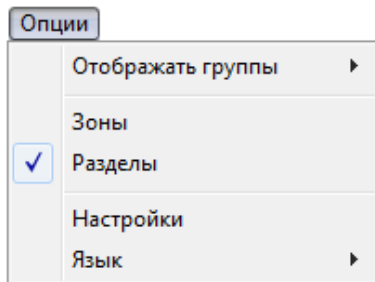 Опции
Отображать группы
Зоны
Разделы
Настройки
Язык